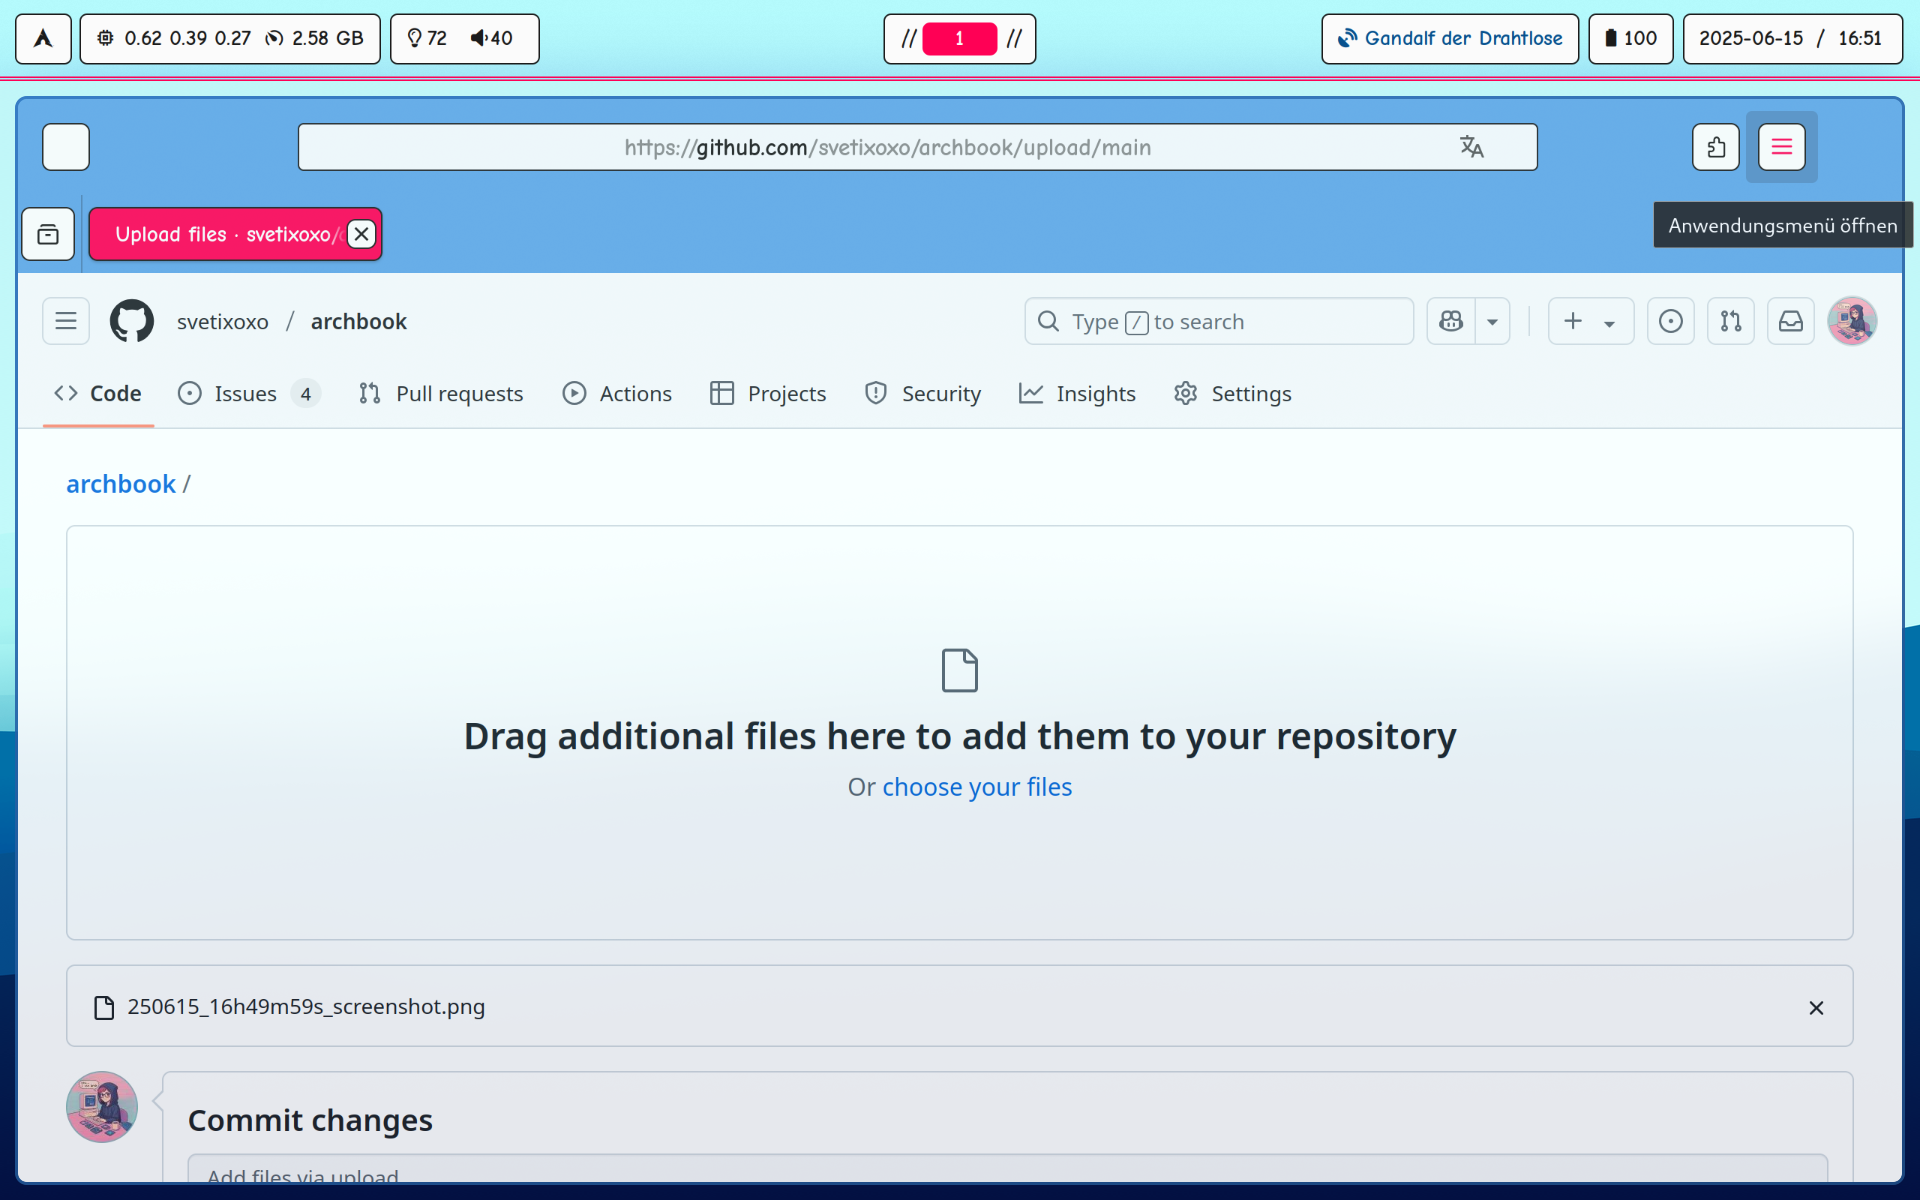 0.62 0.39 0.27 2.58 GB
72 40
// 1 //
Gandalf der Drahtlose
100
2025-06-15 / 16:51
https://github.com/svetixoxo/archbook/upload/main
Upload files · svetixoxo/
Anwendungsmenü öffnen
svetixoxo / archbook
Type / to search
Code
Issues 4
Pull requests
Actions
Projects
Security
Insights
Settings
archbook /
Drag additional files here to add them to your repository
Or choose your files
250615_16h49m59s_screenshot.png
Commit changes
Add files via upload